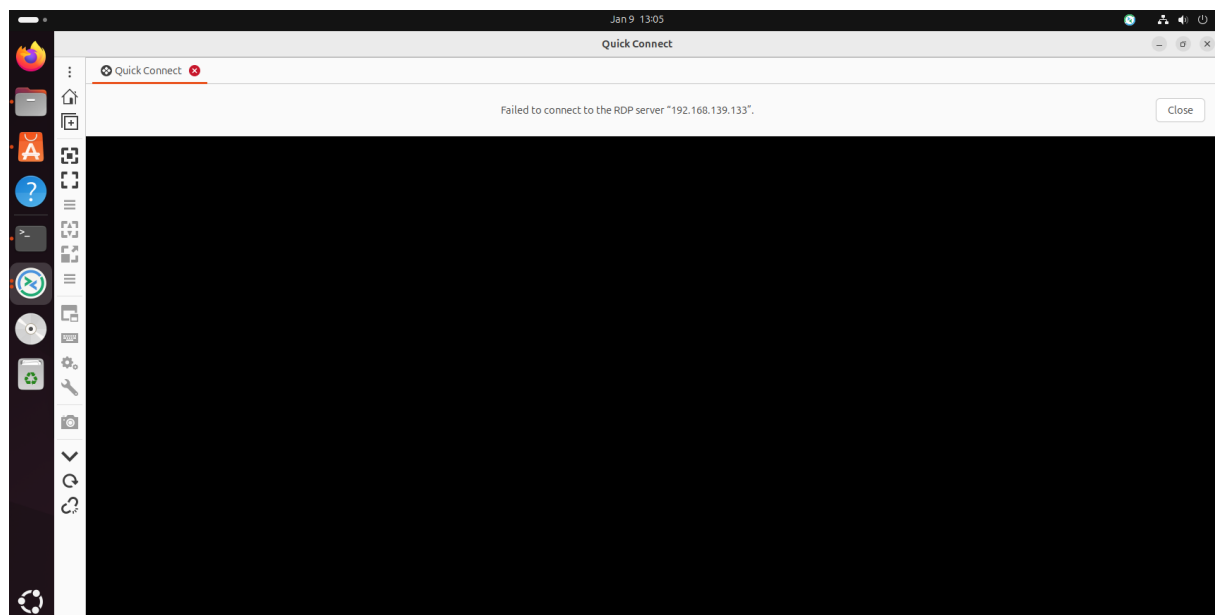 Jan 9 13:05
Quick Connect
Quick Connect
Failed to connect to the RDP server “192.168.139.133”.
Close